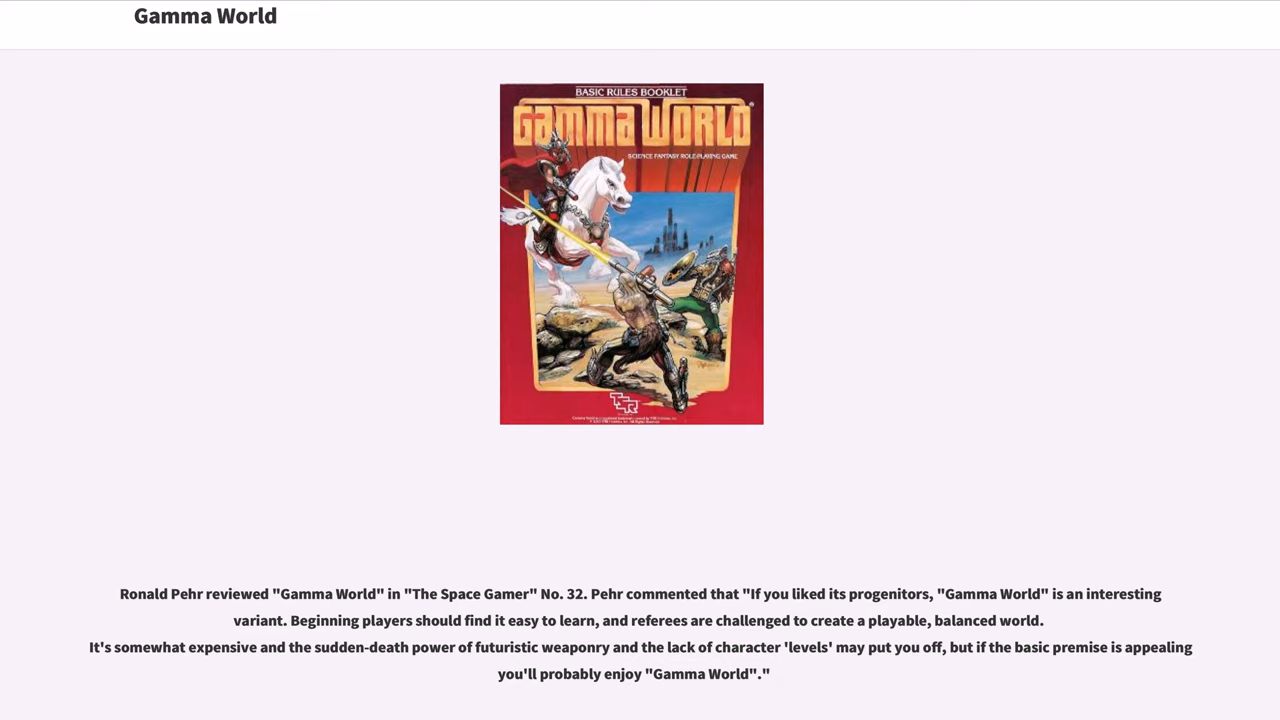 Gamma World
BASIC RULES BOOKLET
GAMMA WORLD®
SCIENCE FANTASY ROLE-PLAYING GAME
TSR
Ronald Pehr reviewed "Gamma World" in "The Space Gamer" No. 32. Pehr commented that "If you liked its progenitors, "Gamma World" is an interesting
variant. Beginning players should find it easy to learn, and referees are challenged to create a playable, balanced world.
It's somewhat expensive and the sudden-death power of futuristic weaponry and the lack of character 'levels' may put you off, but if the basic premise is appealing
you'll probably enjoy "Gamma World"."